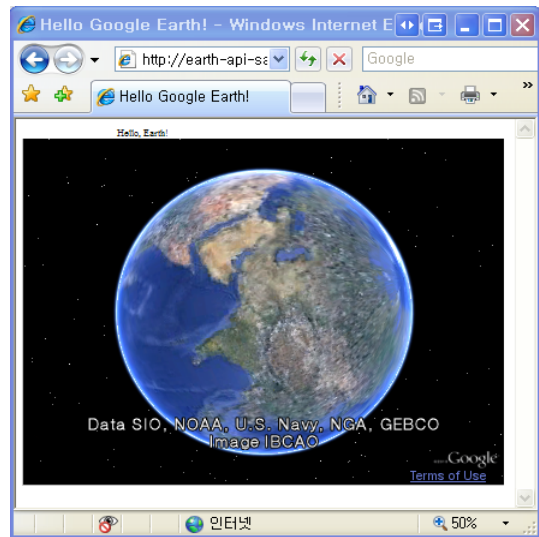 Hello Google Earth! - Windows Internet E
http://earth-api-sa
Google
Hello Google Earth!
»
Hello, Earth!
Data SIO, NOAA, U.S. Navy, NGA, GEBCO
Image IBCAO
Google
Terms of Use
인터넷
50%